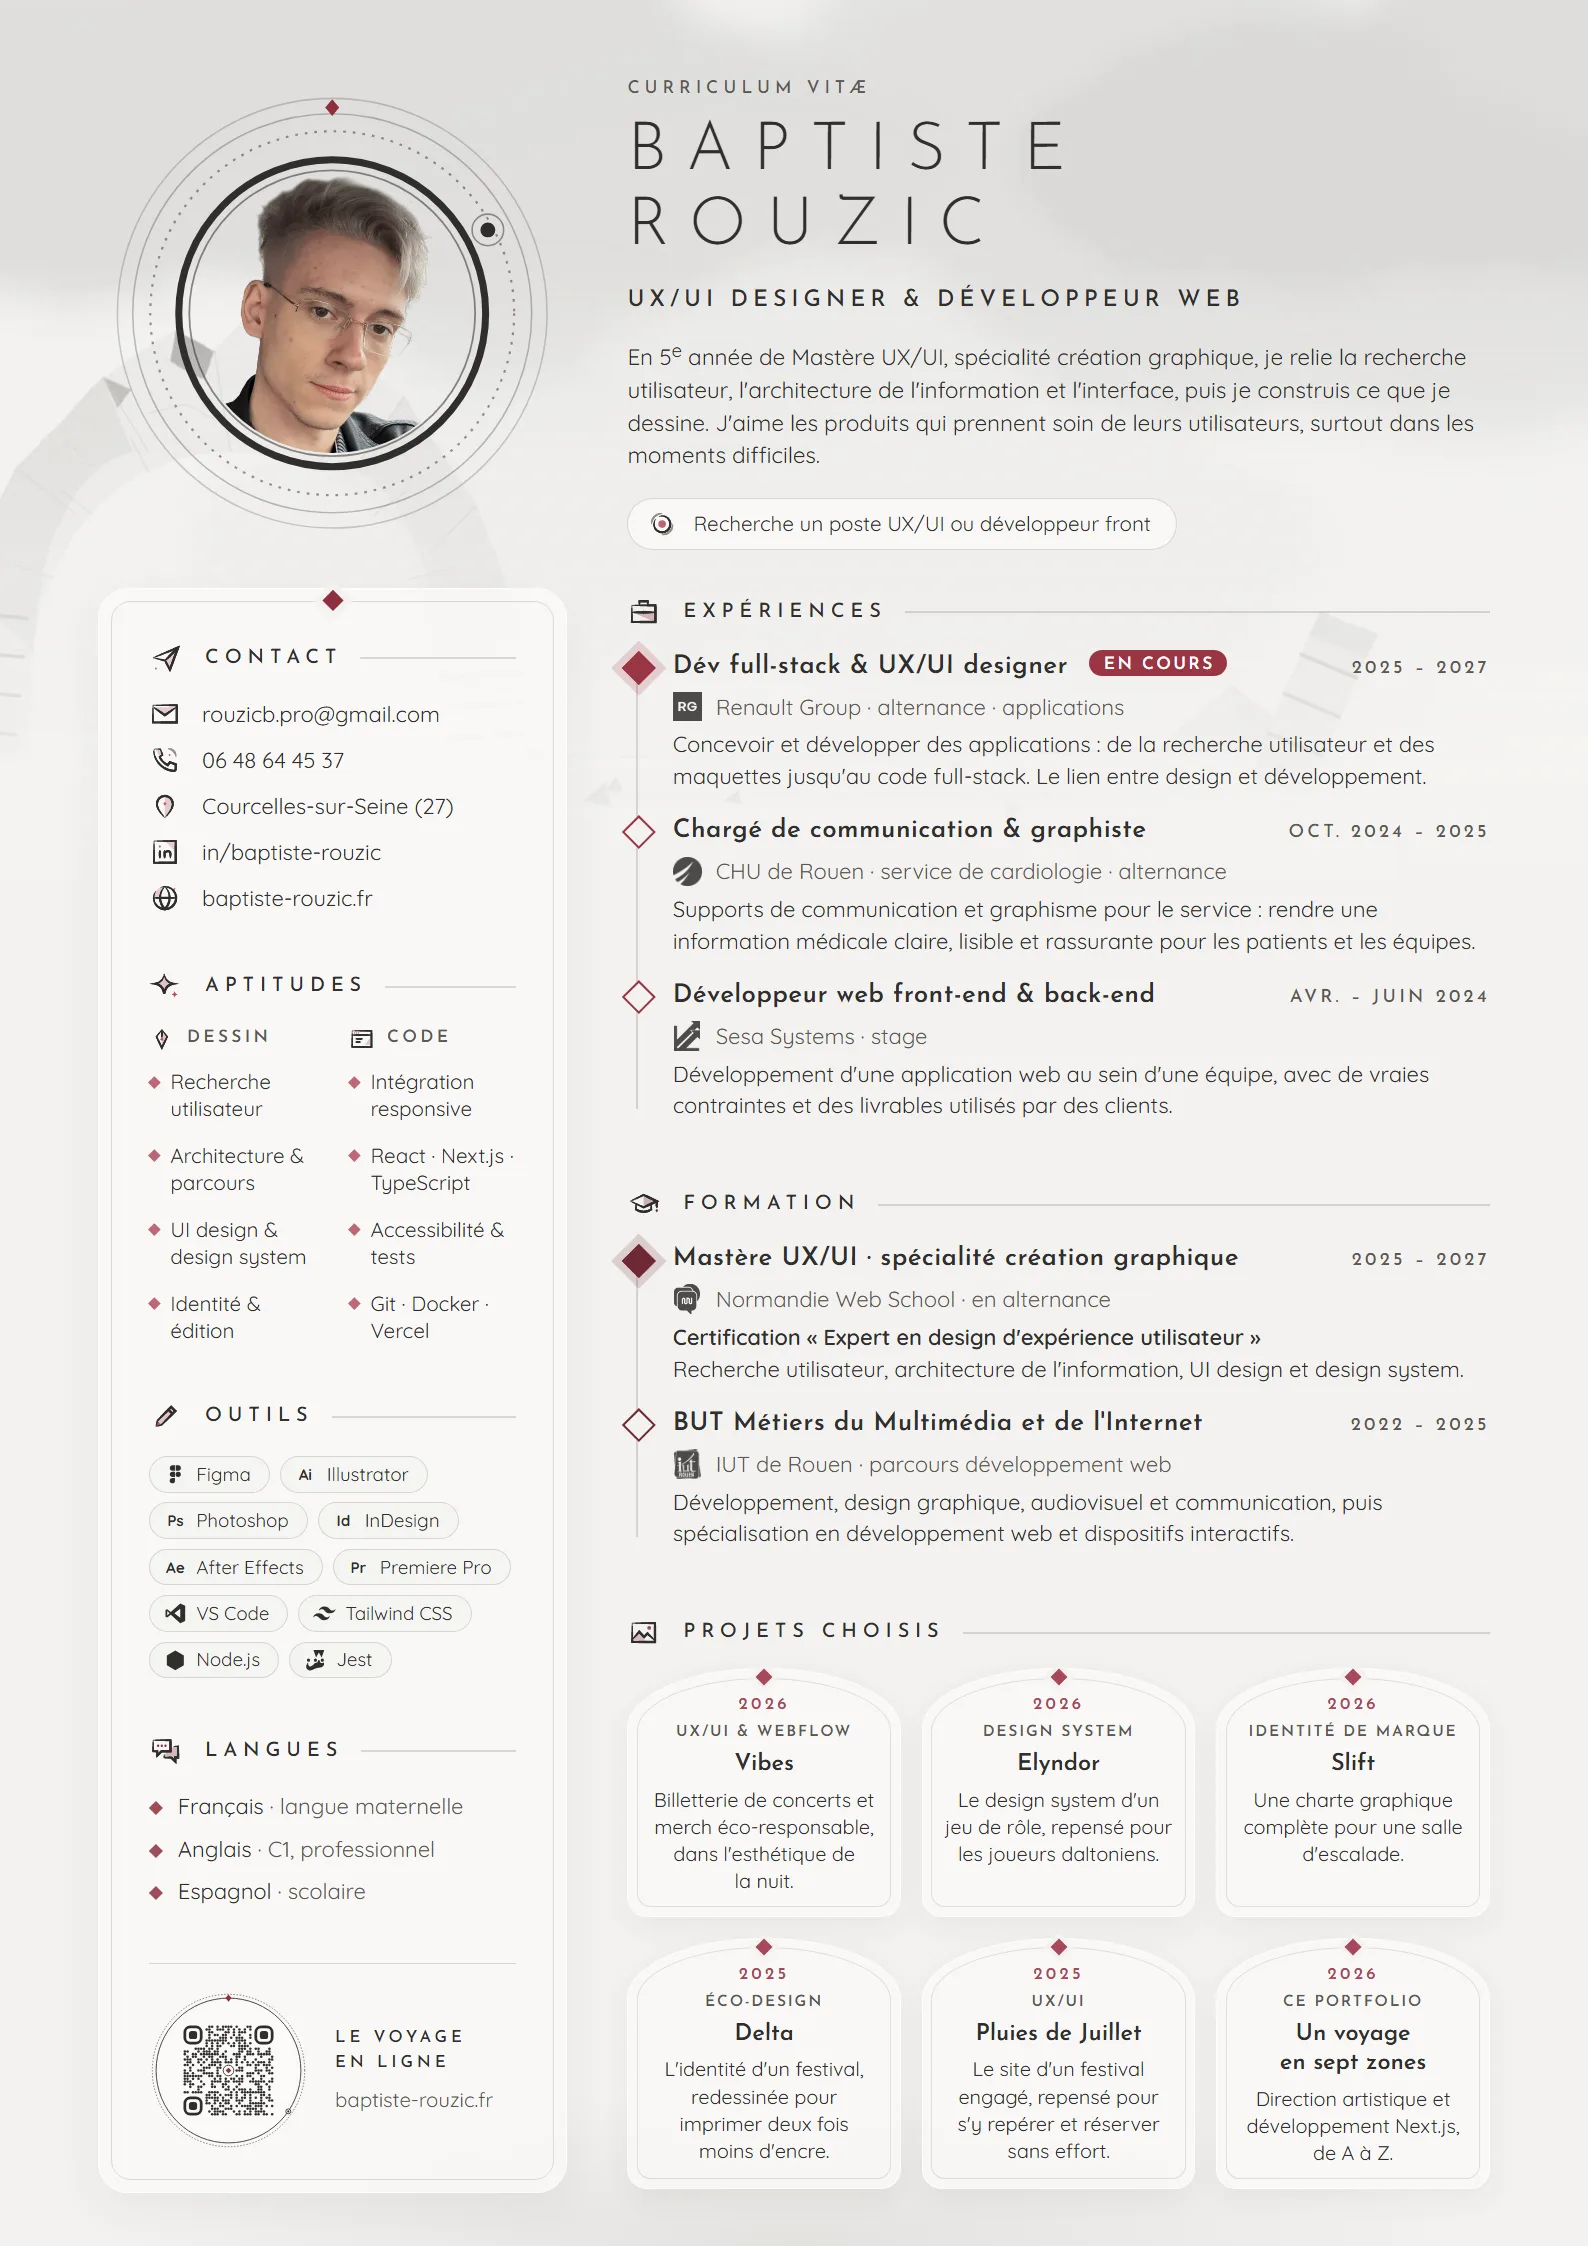 CURRICULUM VITÆ
BAPTISTE
ROUZIC
UX/UI DESIGNER & DÉVELOPPEUR WEB
En 5e année de Mastère UX/UI, spécialité création graphique, je relie la recherche
utilisateur, l'architecture de l'information et l'interface, puis je construis ce que je
dessine. J'aime les produits qui prennent soin de leurs utilisateurs, surtout dans les
moments difficiles.
Recherche un poste UX/UI ou développeur front
CONTACT
rouzicb.pro@gmail.com
06 48 64 45 37
Courcelles-sur-Seine (27)
in
in/baptiste-rouzic
baptiste-rouzic.fr
APTITUDES
DESSIN
Recherche
utilisateur
Architecture &
parcours
UI design &
design system
Identité &
édition
CODE
Intégration
responsive
React · Next.js ·
TypeScript
Accessibilité &
tests
Git · Docker ·
Vercel
OUTILS
Figma
Ai Illustrator
Ps Photoshop
Id InDesign
Ae After Effects
Pr Premiere Pro
VS Code
Tailwind CSS
Node.js
Jest
LANGUES
Français · langue maternelle
Anglais · C1, professionnel
Espagnol · scolaire
LE VOYAGE
EN LIGNE
baptiste-rouzic.fr
EXPÉRIENCES
Dév full-stack & UX/UI designer EN COURS 2025 – 2027
RG Renault Group · alternance · applications
Concevoir et développer des applications : de la recherche utilisateur et des
maquettes jusqu'au code full-stack. Le lien entre design et développement.
Chargé de communication & graphiste OCT. 2024 – 2025
CHU de Rouen · service de cardiologie · alternance
Supports de communication et graphisme pour le service : rendre une
information médicale claire, lisible et rassurante pour les patients et les équipes.
Développeur web front-end & back-end AVR. – JUIN 2024
Sesa Systems · stage
Développement d'une application web au sein d'une équipe, avec de vraies
contraintes et des livrables utilisés par des clients.
FORMATION
Mastère UX/UI · spécialité création graphique 2025 – 2027
Normandie Web School · en alternance
Certification « Expert en design d'expérience utilisateur »
Recherche utilisateur, architecture de l'information, UI design et design system.
BUT Métiers du Multimédia et de l'Internet 2022 – 2025
iut ROUEN IUT de Rouen · parcours développement web
Développement, design graphique, audiovisuel et communication, puis
spécialisation en développement web et dispositifs interactifs.
PROJETS CHOISIS
2026
UX/UI & WEBFLOW
Vibes
Billetterie de concerts et
merch éco-responsable,
dans l'esthétique de
la nuit.
2026
DESIGN SYSTEM
Elyndor
Le design system d'un
jeu de rôle, repensé pour
les joueurs daltoniens.
2026
IDENTITÉ DE MARQUE
Slift
Une charte graphique
complète pour une salle
d'escalade.
2025
ÉCO-DESIGN
Delta
L'identité d'un festival,
redessinée pour
imprimer deux fois
moins d'encre.
2025
UX/UI
Pluies de Juillet
Le site d'un festival
engagé, repensé pour
s'y repérer et réserver
sans effort.
2026
CE PORTFOLIO
Un voyage
en sept zones
Direction artistique et
développement Next.js,
de A à Z.